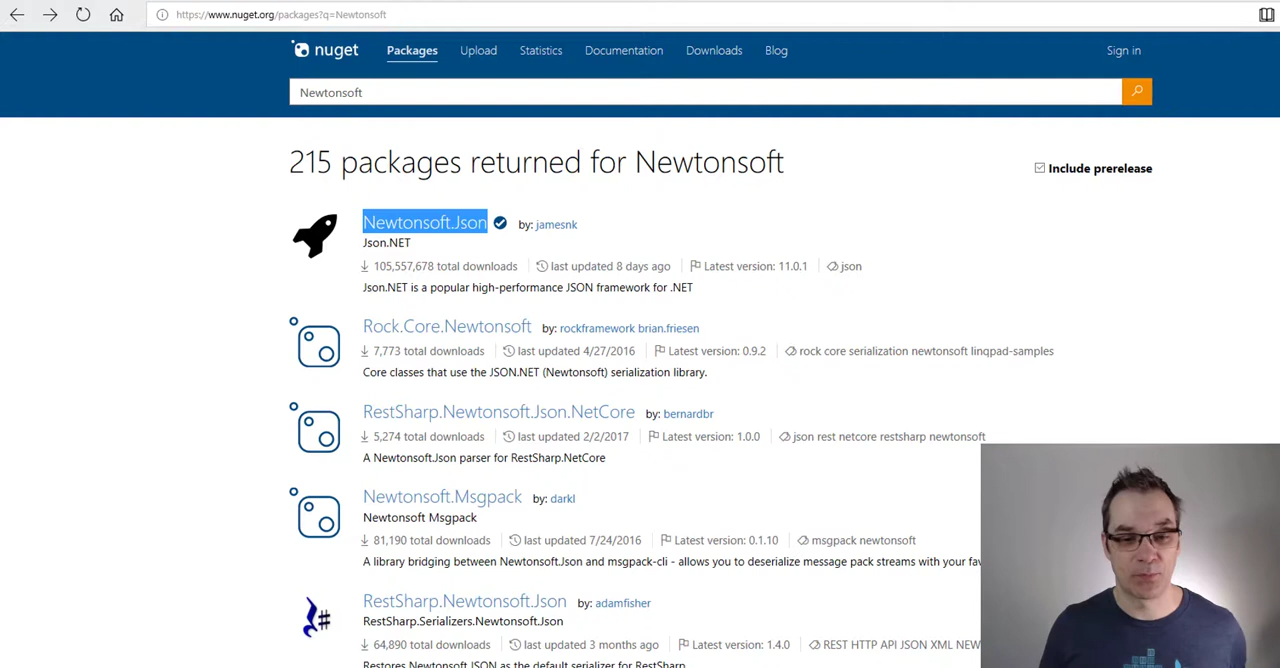 https://www.nuget.org/packages?q=Newtonsoft
nuget Packages Upload Statistics Documentation Downloads Blog Sign in
Newtonsoft
215 packages returned for Newtonsoft
Include prerelease
Newtonsoft.Json by: jamesnk
Json.NET
105,557,678 total downloads last updated 8 days ago Latest version: 11.0.1 json
Json.NET is a popular high-performance JSON framework for .NET
Rock.Core.Newtonsoft by: rockframework brian.friesen
7,773 total downloads last updated 4/27/2016 Latest version: 0.9.2 rock core serialization newtonsoft linqpad-samples
Core classes that use the JSON.NET (Newtonsoft) serialization library.
RestSharp.Newtonsoft.Json.NetCore by: bernardbr
5,274 total downloads last updated 2/2/2017 Latest version: 1.0.0 json rest netcore restsharp newtonsoft
A Newtonsoft.Json parser for RestSharp.NetCore
Newtonsoft.Msgpack by: darkl
Newtonsoft Msgpack
81,190 total downloads last updated 7/24/2016 Latest version: 0.1.10 msgpack newtonsoft
A library bridging between Newtonsoft.Json and msgpack-cli - allows you to deserialize message pack streams with your fav
RestSharp.Newtonsoft.Json by: adamfisher
RestSharp.Serializers.Newtonsoft.Json
64,890 total downloads last updated 3 months ago Latest version: 1.4.0 REST HTTP API JSON XML NEW
Restores Newtonsoft JSON as the default serializer for RestSharp.